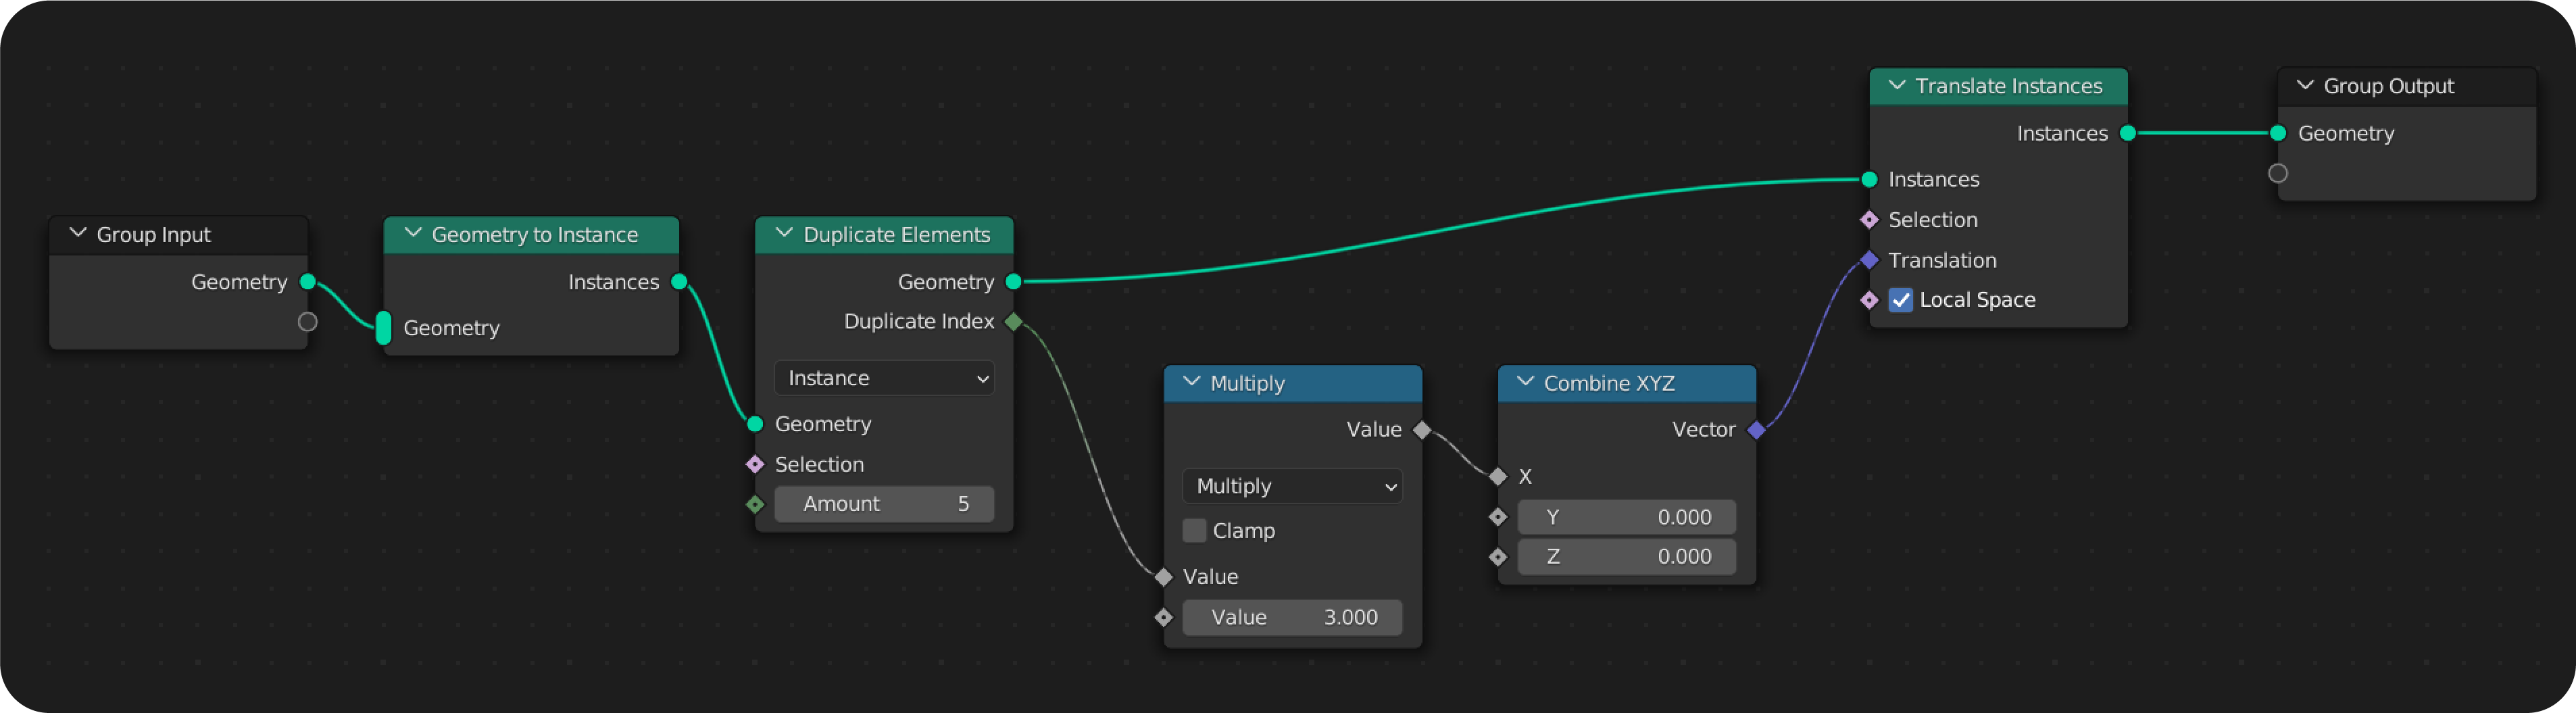 Group Input
Geometry
Geometry to Instance
Instances
Geometry
Duplicate Elements
Geometry
Duplicate Index
Instance
Geometry
Selection
Amount 5
Multiply
Value
Multiply
Clamp
Value
Value 3.000
Combine XYZ
Vector
X
Y 0.000
Z 0.000
Translate Instances
Instances
Instances
Selection
Translation
Local Space
Group Output
Geometry